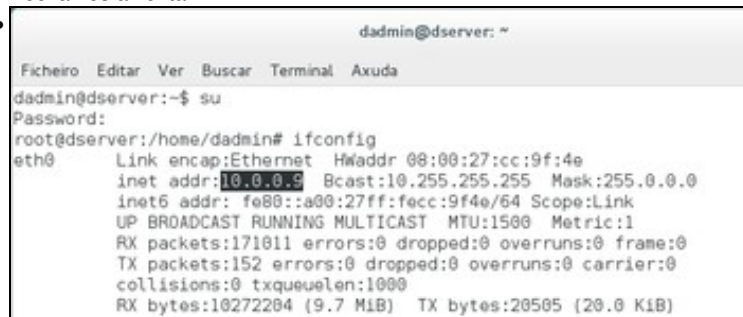 dadmin@dserver: ~
Ficheiro Editar Ver Buscar Terminal Axuda
dadmin@dserver:~$ su
Password:
root@dserver:/home/dadmin# ifconfig
eth0 Link encap:Ethernet HWaddr 08:00:27:cc:9f:4e
inet addr:10.0.0.9 Bcast:10.255.255.255 Mask:255.0.0.0
inet6 addr: fe80::a00:27ff:fecc:9f4e/64 Scope:Link
UP BROADCAST RUNNING MULTICAST MTU:1500 Metric:1
RX packets:171011 errors:0 dropped:0 overruns:0 frame:0
TX packets:152 errors:0 dropped:0 overruns:0 carrier:0
collisions:0 txqueuelen:1000
RX bytes:10272204 (9.7 MiB) TX bytes:20505 (20.0 KiB)